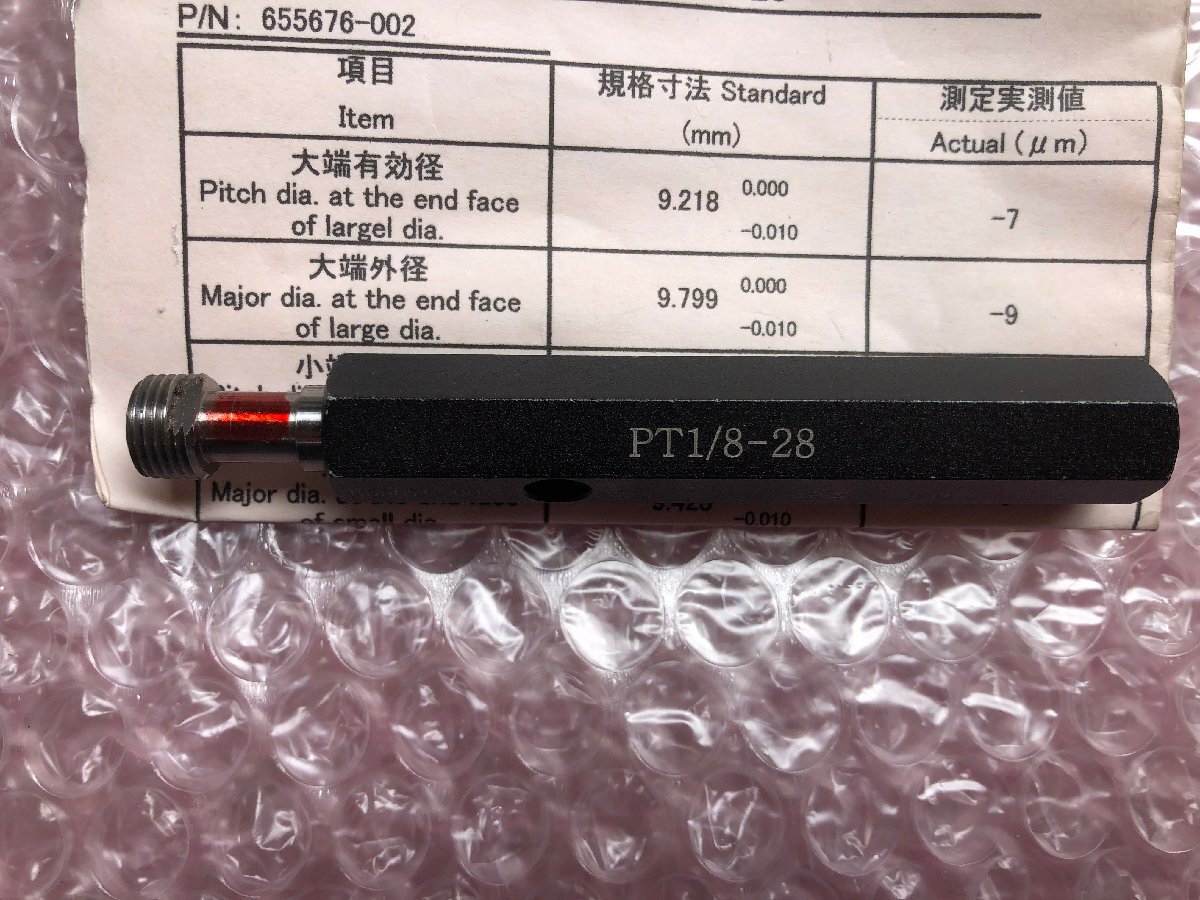 P/N: 655676-002
項目
Item
規格寸法 Standard
(mm)
測定実測値
Actual (μm)
大端有効径
Pitch dia. at the end face
of largel dia.
9.218 0.000
-0.010
-7
大端外径
Major dia. at the end face
of large dia.
9.799 0.000
-0.010
-9
PT1/8-28
Major dia.
-0.010